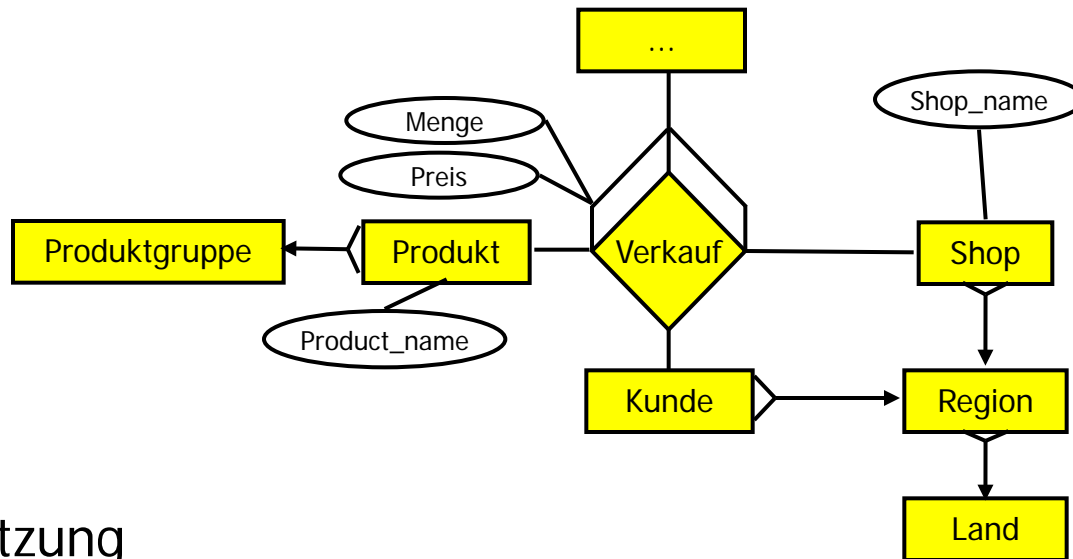 ...
Shop_name
Menge
Preis
Produktgruppe
Produkt
Verkauf
Shop
Product_name
Kunde
Region
Land
tzung